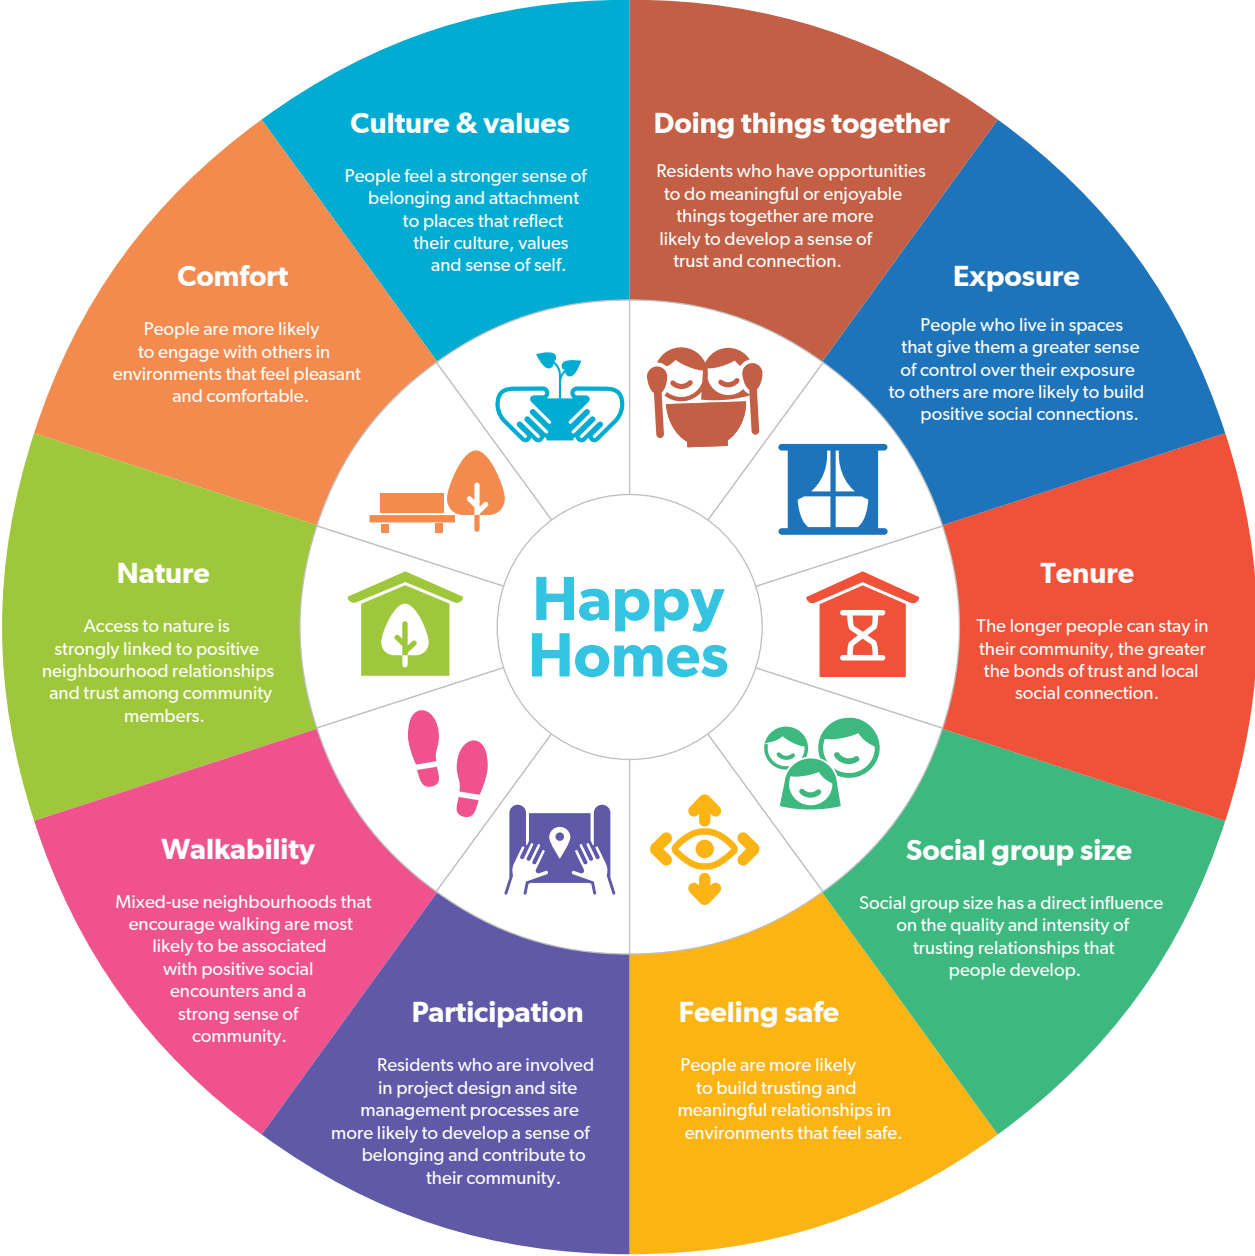 Culture & values
People feel a stronger sense of
belonging and attachment
to places that reflect
their culture, values
and sense of self.
Doing things together
Residents who have opportunities
to do meaningful or enjoyable
things together are more
likely to develop a sense of
trust and connection.
Exposure
People who live in spaces
that give them a greater sense
of control over their exposure
to others are more likely to build
positive social connections.
Tenure
The longer people can stay in
their community, the greater
the bonds of trust and local
social connection.
Social group size
Social group size has a direct influence
on the quality and intensity of
trusting relationships that
people develop.
Feeling safe
People are more likely
to build trusting and
meaningful relationships in
environments that feel safe.
Participation
Residents who are involved
in project design and site
management processes are
more likely to develop a sense of
belonging and contribute to
their community.
Walkability
Mixed-use neighbourhoods that
encourage walking are most
likely to be associated
with positive social
encounters and a
strong sense of
community.
Nature
Access to nature is
strongly linked to positive
neighbourhood relationships
and trust among community
members.
Comfort
People are more likely
to engage with others in
environments that feel pleasant
and comfortable.
Happy
Homes